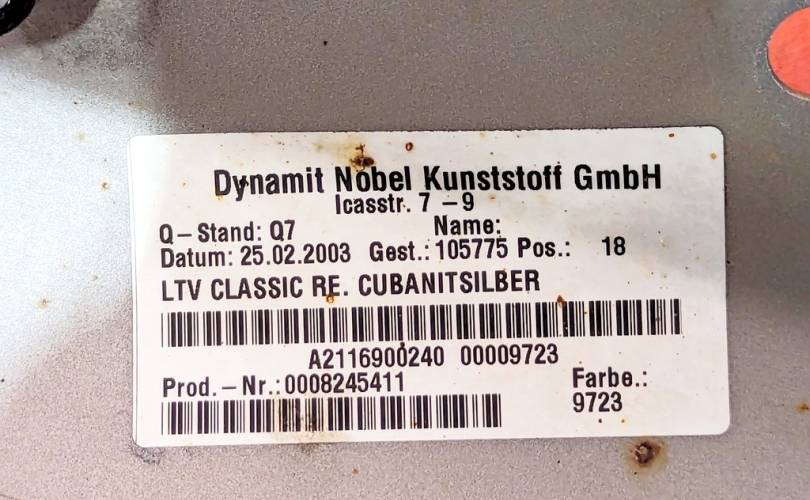 Dynamit Nobel Kunststoff GmbH
Icasstr. 7 – 9
Q – Stand: Q7 Name:
Datum: 25.02.2003 Gest.: 105775 Pos.: 18
LTV CLASSIC RE. CUBANITSILBER
A2116900240 00009723
Prod. – Nr.: 0008245411 Farbe.:
9723